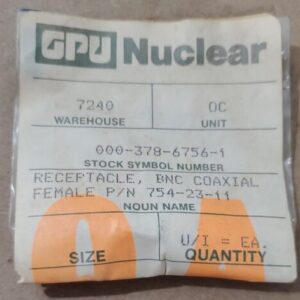 GPU Nuclear
7240 OC
WAREHOUSE UNIT
000-378-6756-1
STOCK SYMBOL NUMBER
RECEPTACLE, BNC COAXIAL
FEMALE P/N 754-23-11
NOUN NAME
U/I = EA.
SIZE QUANTITY